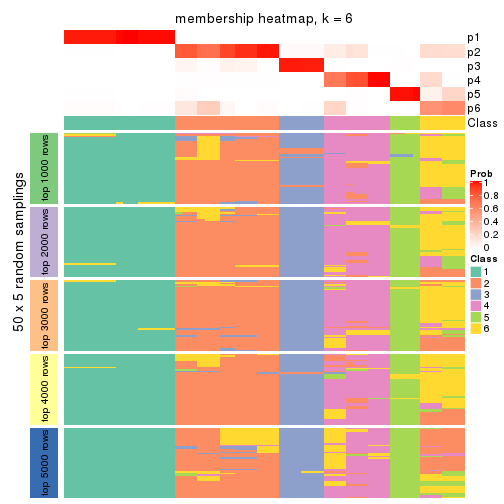 membership heatmap, k = 6
p1
p2
p3
p4
p5
p6
Class
50 x 5 random samplings
top 1000 rows
top 2000 rows
top 3000 rows
top 4000 rows
top 5000 rows
Prob
1
0.8
0.6
0.4
0.2
0
Class
1
2
3
4
5
6